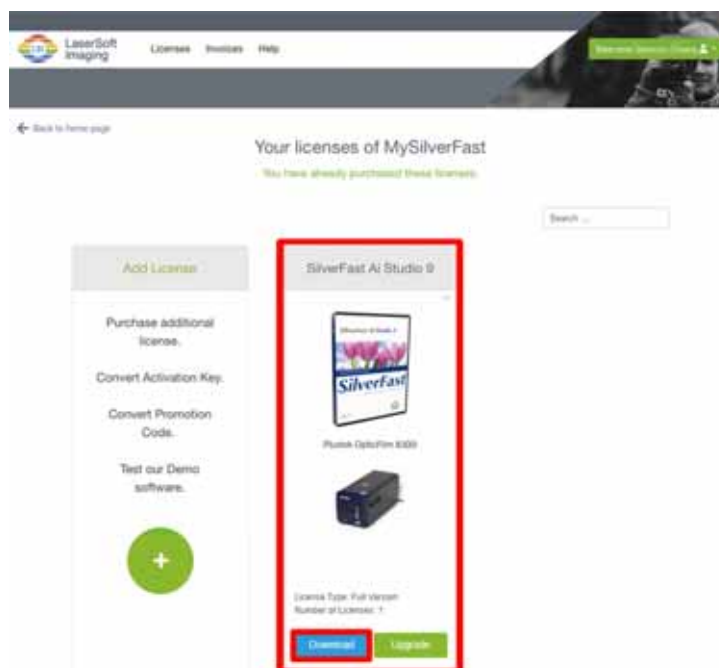 LaserSoft
Imaging
Licenses Invoices Help
Welcome
Back to home page
Your licenses of MySilverFast
You have already purchased these licenses.
Search ...
Add License
SilverFast Ai Studio 9
Purchase additional
license.
Convert Activation Key.
Convert Promotion
Code.
Test our Demo
software.
SilverFast
Plustek OpticFilm 8300
License Type: Full Version
Number of Licenses: 1
Download Upgrade